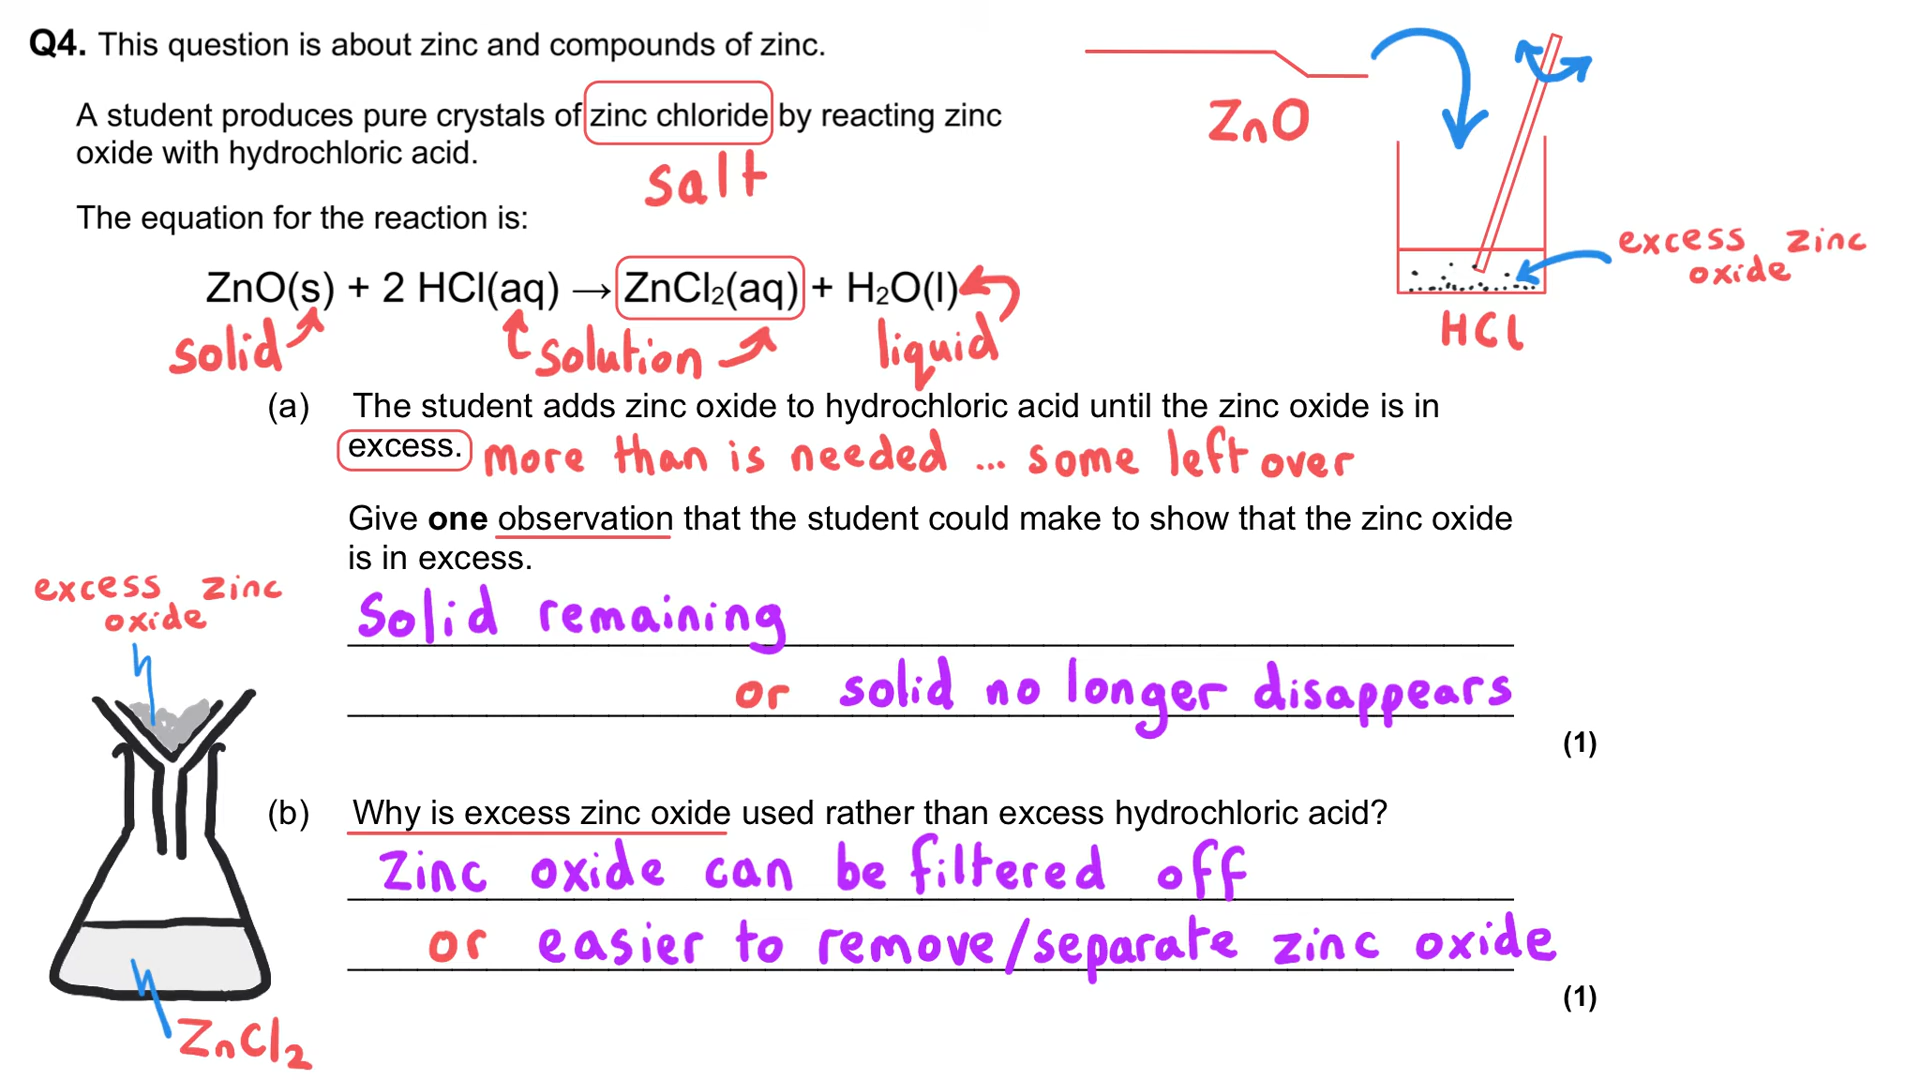 Q4. This question is about zinc and compounds of zinc.
A student produces pure crystals of zinc chloride by reacting zinc
oxide with hydrochloric acid.
salt
The equation for the reaction is:
ZnO(s) + 2 HCl(aq) → ZnCl₂(aq) + H₂O(l)
solid
solution
liquid
ZnO
excess zinc
oxide
HCl
(a) The student adds zinc oxide to hydrochloric acid until the zinc oxide is in
excess. more than is needed ... some left over
Give one observation that the student could make to show that the zinc oxide
is in excess.
Solid remaining
or solid no longer disappears
(1)
excess zinc
oxide
ZnCl₂
(b) Why is excess zinc oxide used rather than excess hydrochloric acid?
Zinc oxide can be filtered off
or easier to remove/separate zinc oxide
(1)